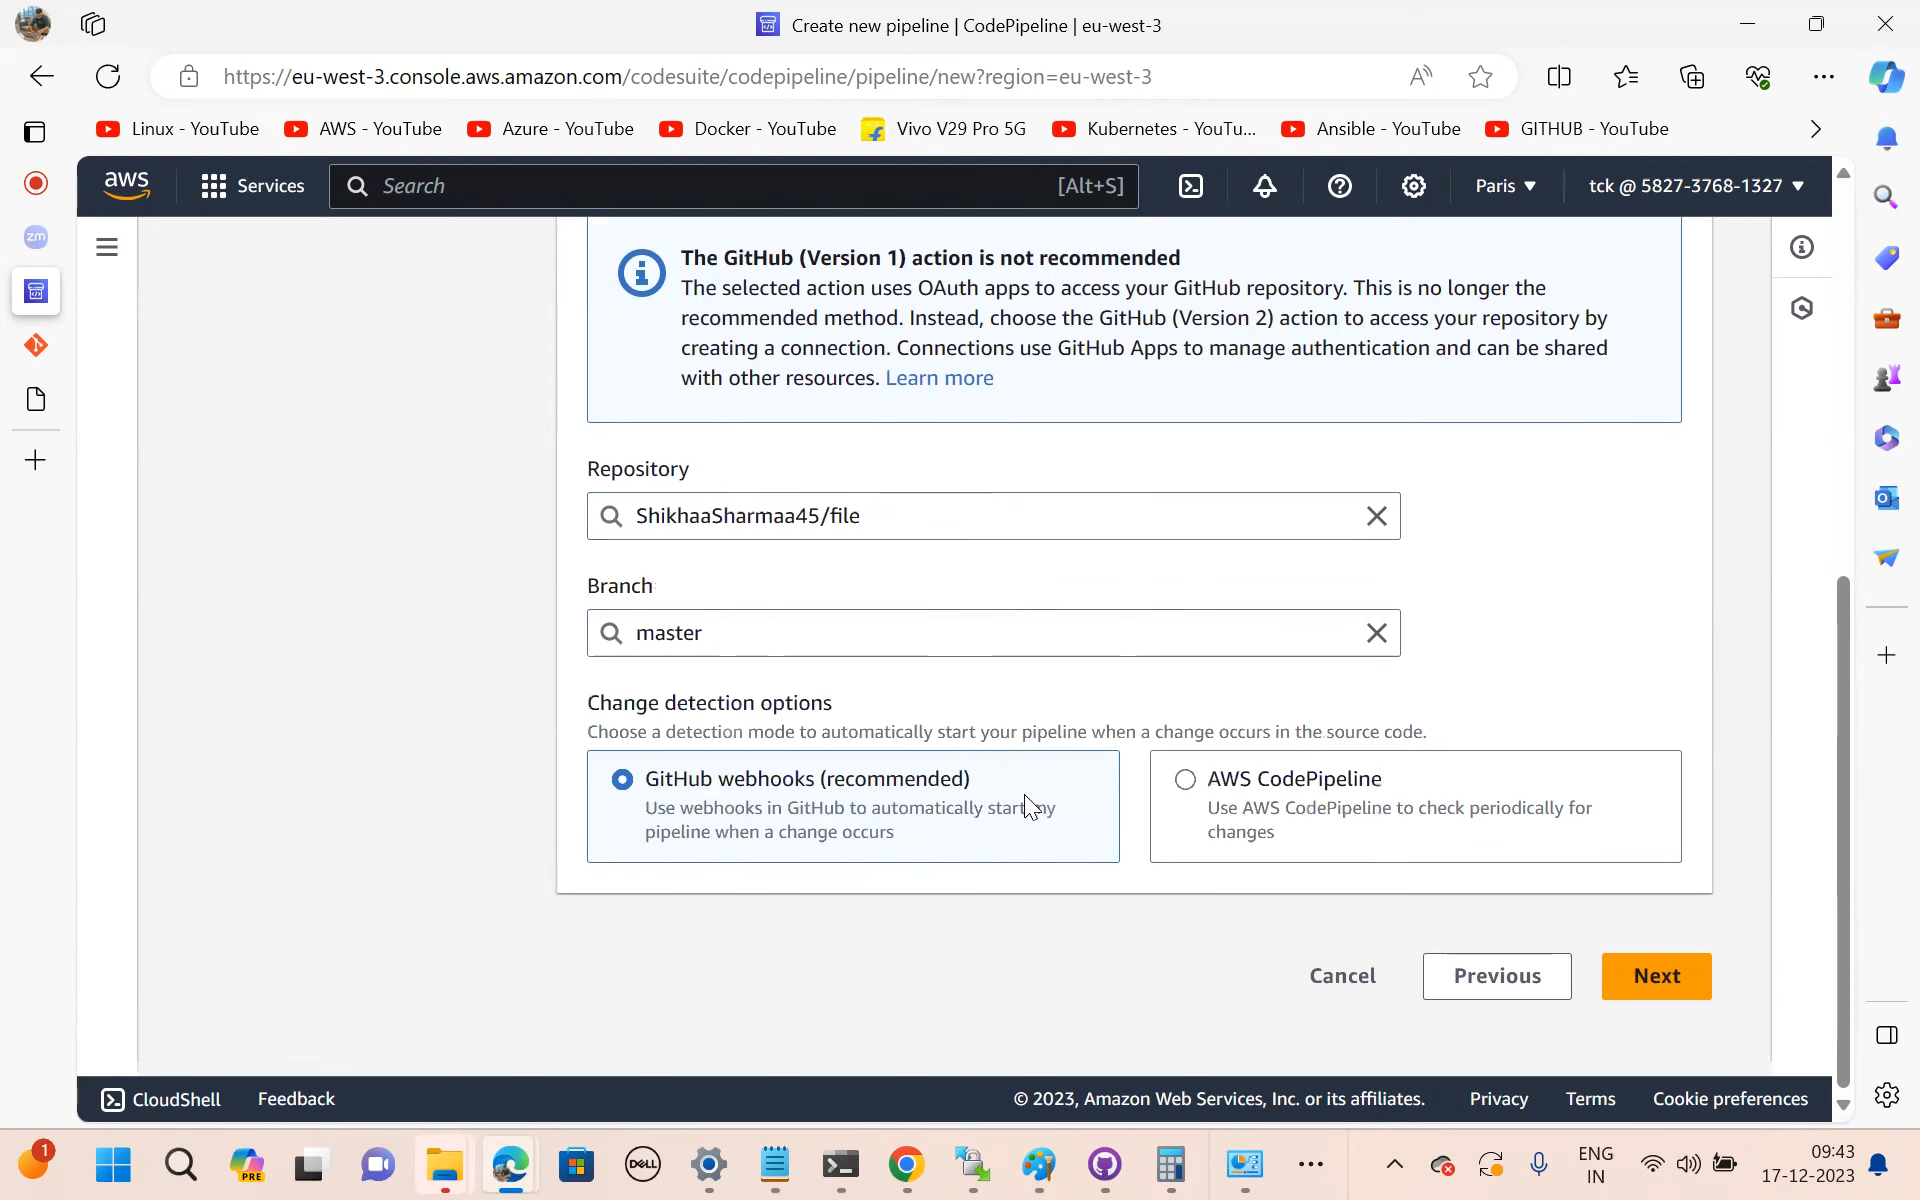 Create new pipeline | CodePipeline | eu-west-3
https://eu-west-3.console.aws.amazon.com/codesuite/codepipeline/pipeline/new?region=eu-west-3
Linux - YouTube
AWS - YouTube
Azure - YouTube
Docker - YouTube
Vivo V29 Pro 5G
Kubernetes - YouTu...
Ansible - YouTube
GITHUB - YouTube
aws
Services
Search
[Alt+S]
Paris
tck @ 5827-3768-1327
zm
The GitHub (Version 1) action is not recommended
The selected action uses OAuth apps to access your GitHub repository. This is no longer the
recommended method. Instead, choose the GitHub (Version 2) action to access your repository by
creating a connection. Connections use GitHub Apps to manage authentication and can be shared
with other resources. Learn more
Repository
ShikhaaSharmaa45/file
Branch
master
Change detection options
Choose a detection mode to automatically start your pipeline when a change occurs in the source code.
GitHub webhooks (recommended)
Use webhooks in GitHub to automatically start my
pipeline when a change occurs
AWS CodePipeline
Use AWS CodePipeline to check periodically for
changes
Cancel
Previous
Next
CloudShell
Feedback
© 2023, Amazon Web Services, Inc. or its affiliates.
Privacy
Terms
Cookie preferences
1
PRE
DELL
ENG
IN
09:43
17-12-2023